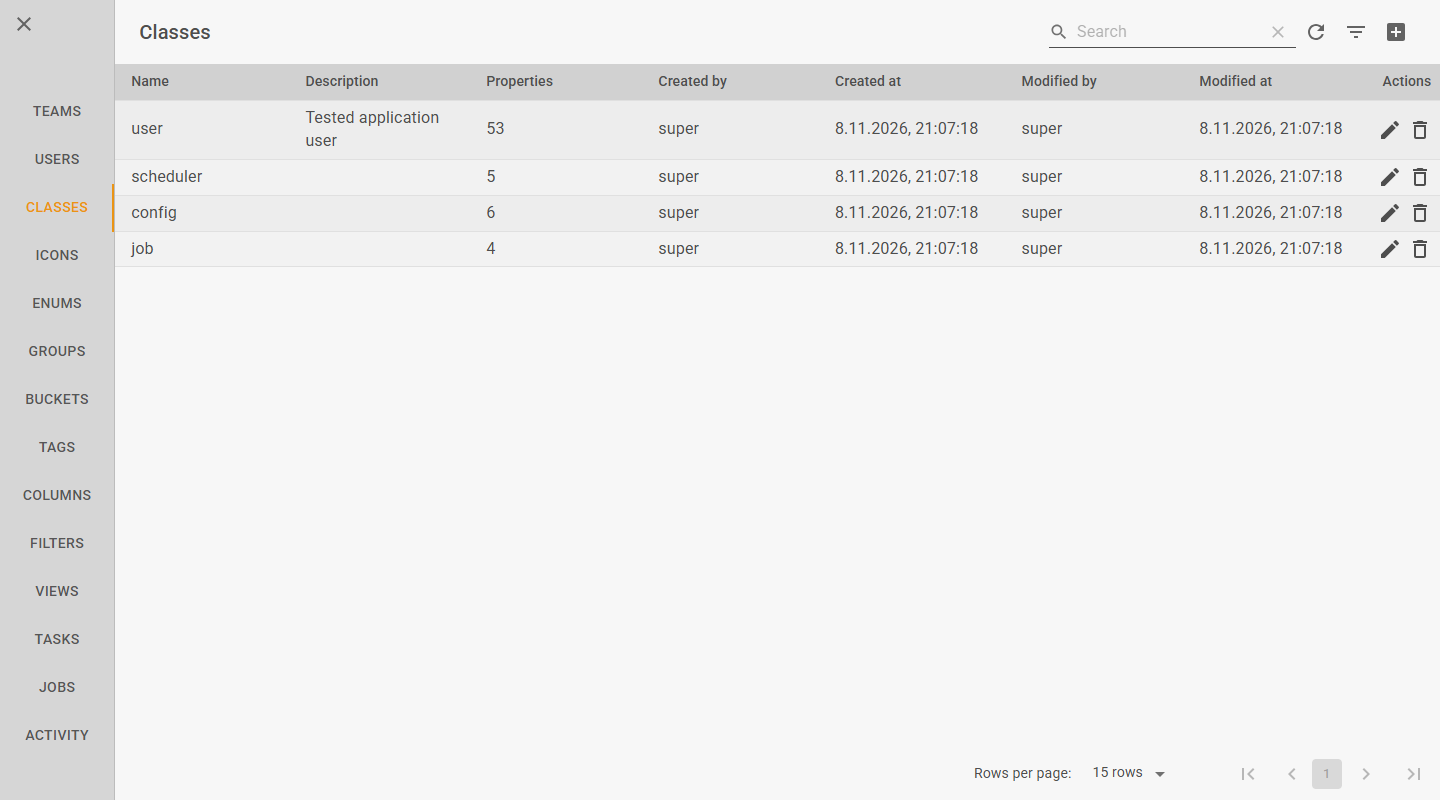 Classes
Search
TEAMS
USERS
CLASSES
ICONS
ENUMS
GROUPS
BUCKETS
TAGS
COLUMNS
FILTERS
VIEWS
TASKS
JOBS
ACTIVITY
Name Description Properties Created by Created at Modified by Modified at Actions
user Tested application user 53 super 8.11.2026, 21:07:18 super 8.11.2026, 21:07:18
scheduler 5 super 8.11.2026, 21:07:18 super 8.11.2026, 21:07:18
config 6 super 8.11.2026, 21:07:18 super 8.11.2026, 21:07:18
job 4 super 8.11.2026, 21:07:18 super 8.11.2026, 21:07:18
Rows per page: 15 rows 1